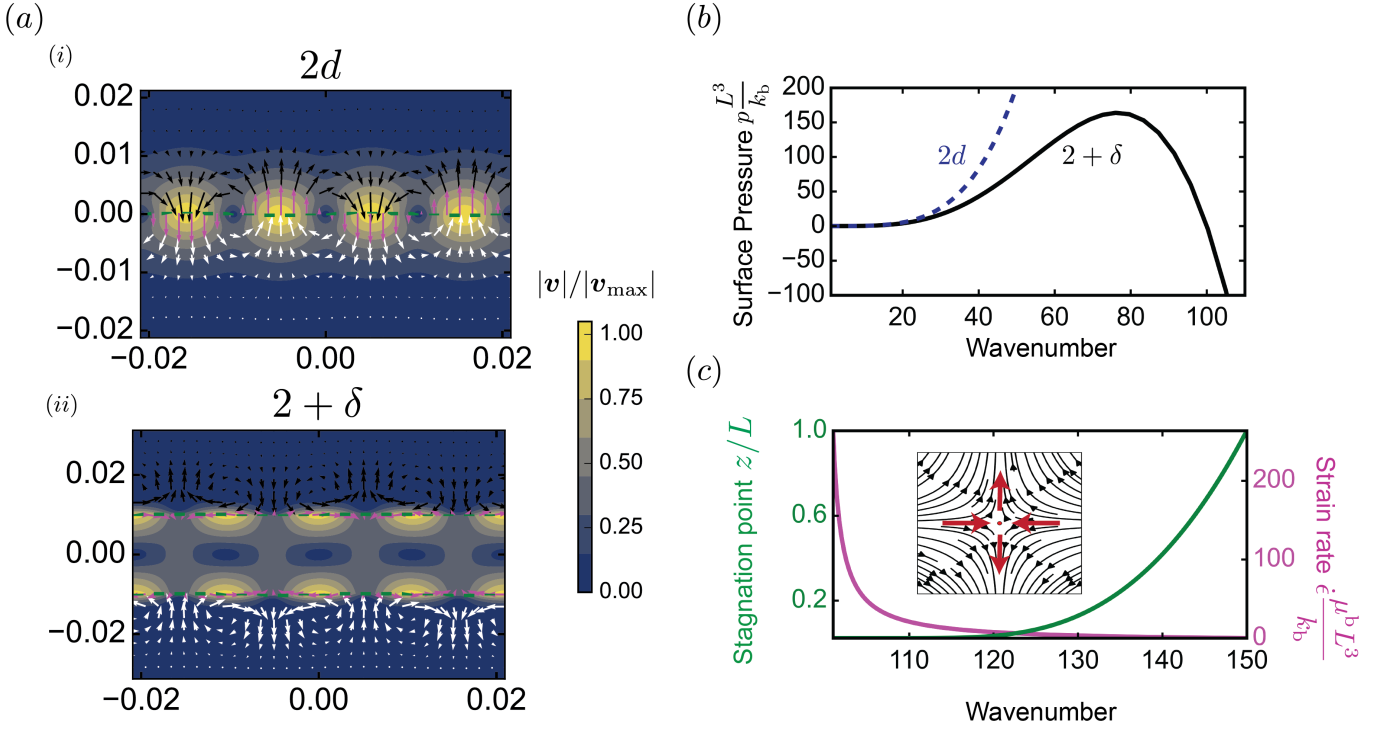 (a)
(i)
2d
0.02
0.01
0.00
−0.01
−0.02
−0.02 0.00 0.02
|v|/|v_max|
1.00
0.75
0.50
0.25
0.00
(ii)
2 + δ
0.02
0.00
−0.02
−0.02 0.00 0.02
(b)
Surface Pressure p L³/k_b
200
150
100
50
0
−50
−100
2d
2 + δ
20 40 60 80 100
Wavenumber
(c)
Stagnation point z/L
1.0
0.6
0.2
200
100
0
Strain rate ϵ̇ μᵇL³/k_b
110 120 130 140 150
Wavenumber